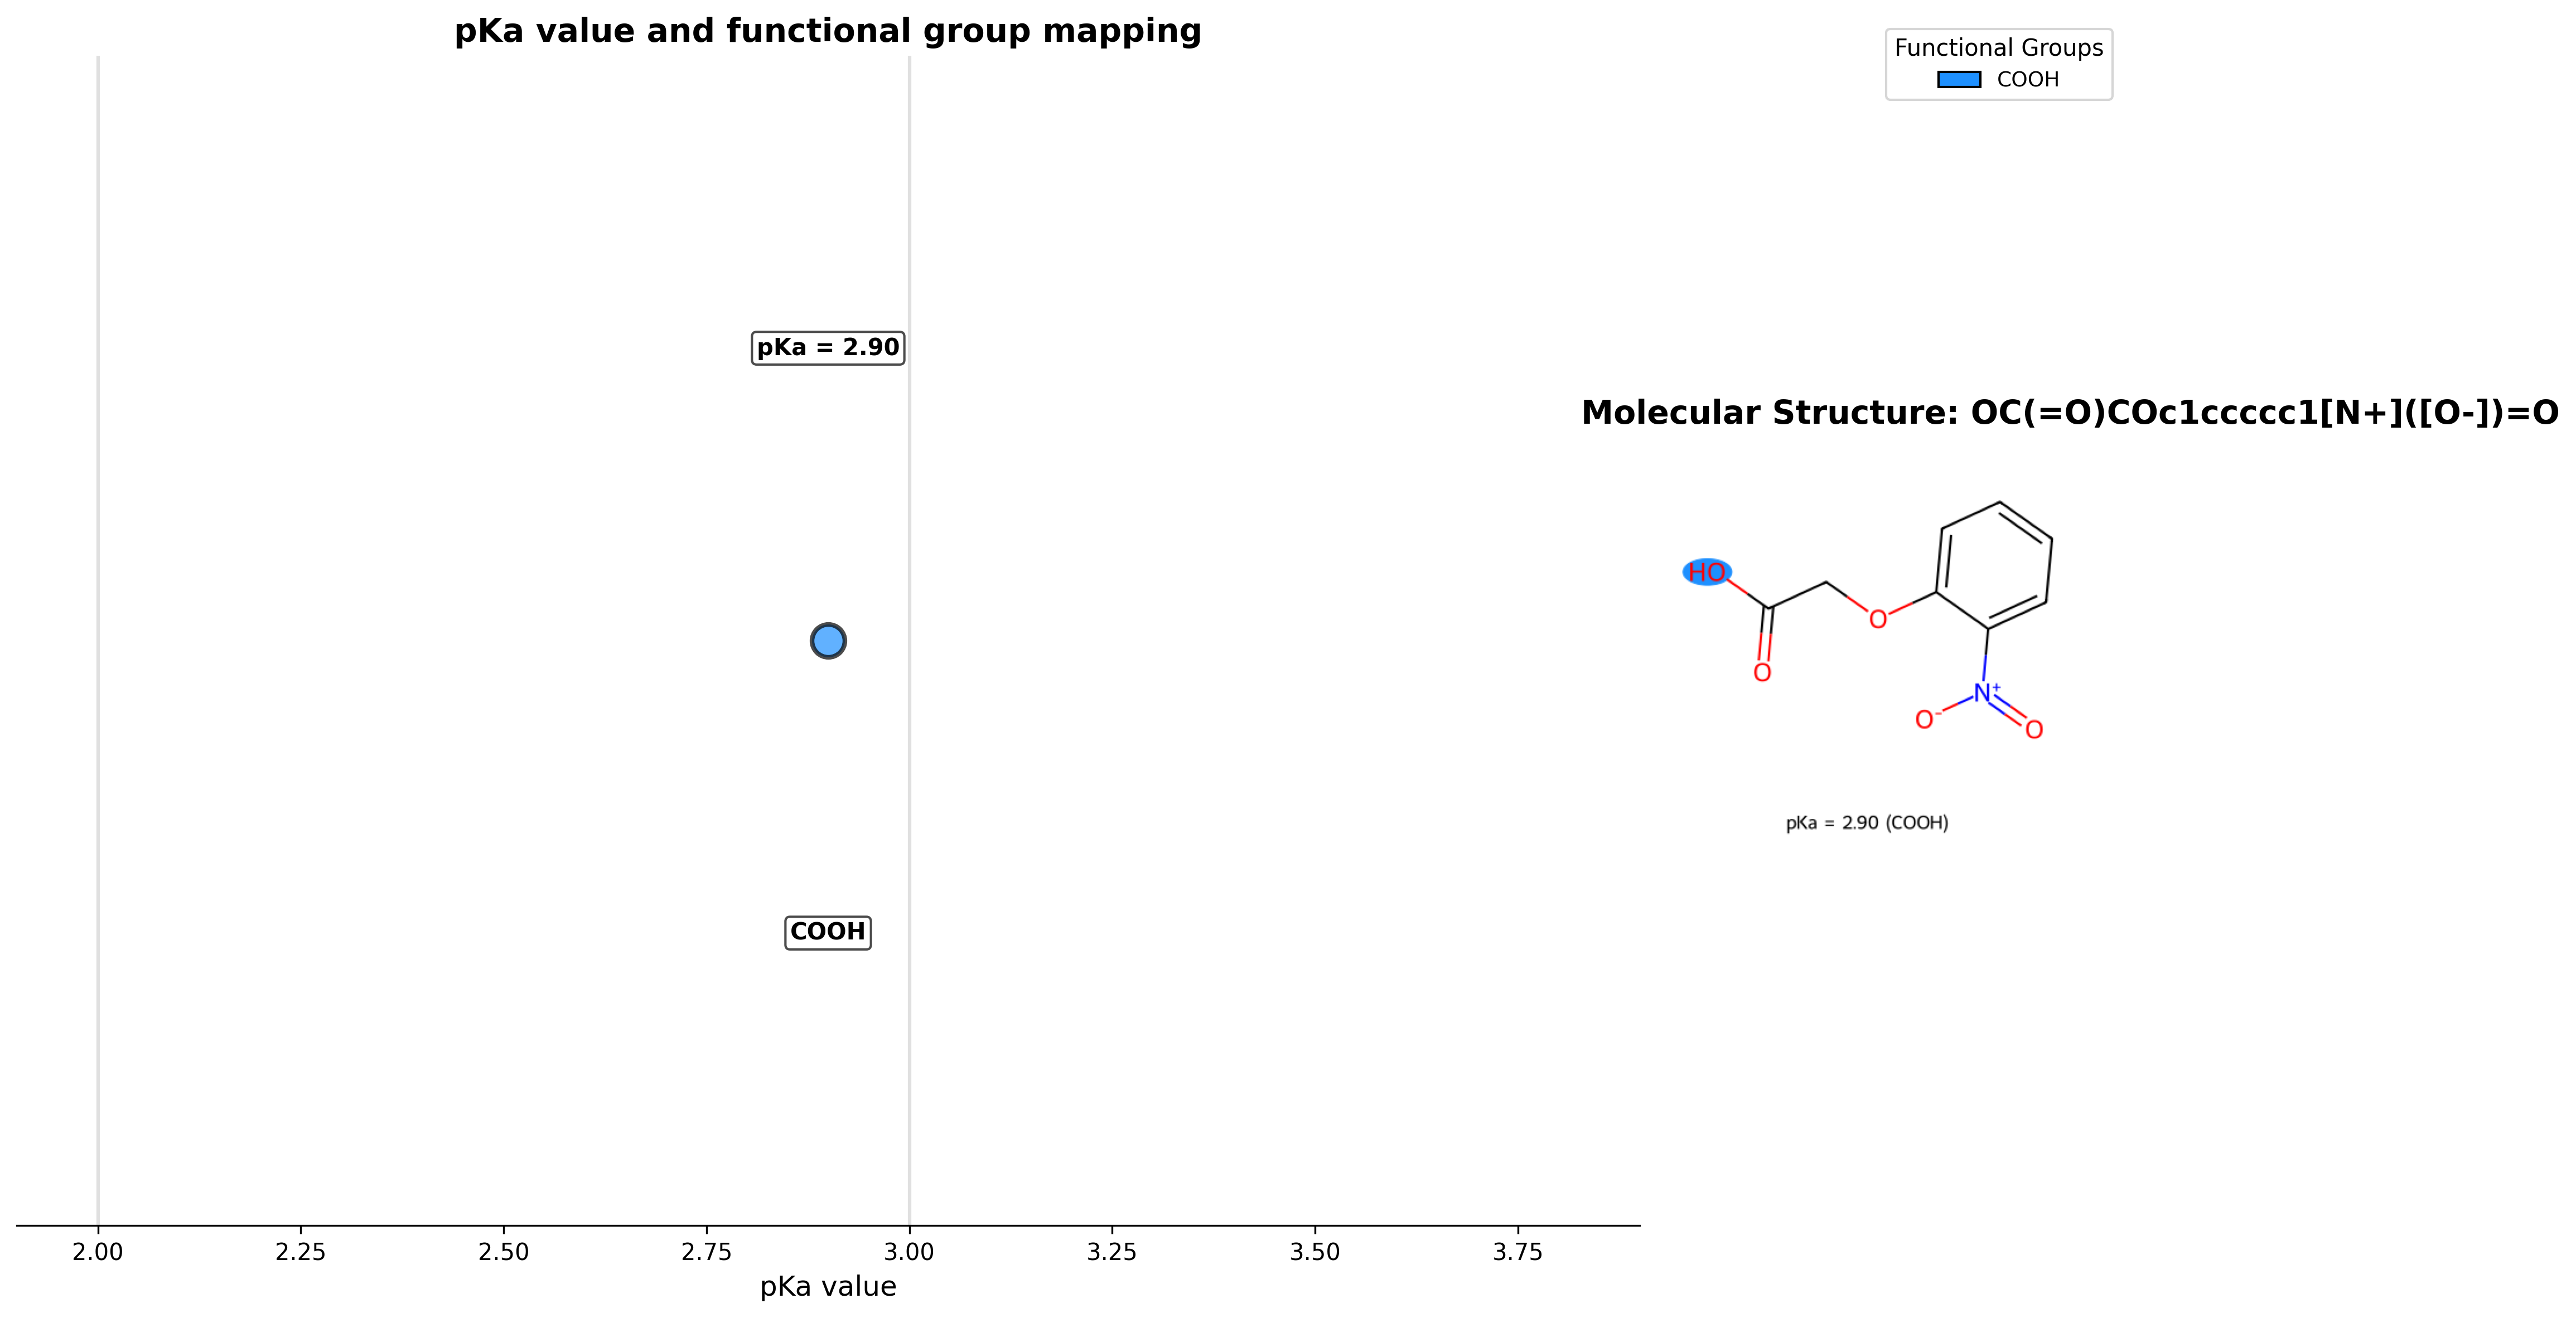 pKa value and functional group mapping
Functional Groups
COOH
pKa = 2.90
Molecular Structure: OC(=O)COc1ccccc1[N+]([O-])=O
HO
O
O
N⁺
O⁻
O
pKa = 2.90 (COOH)
COOH
2.00 2.25 2.50 2.75 3.00 3.25 3.50 3.75
pKa value